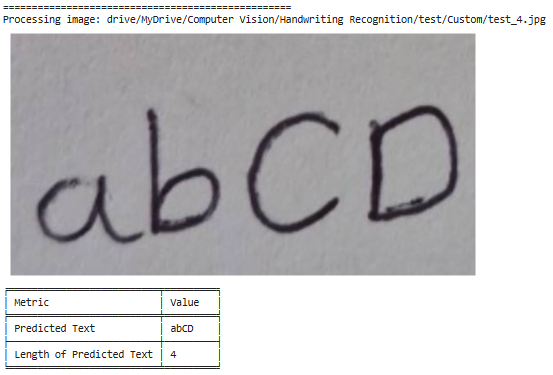 ==================================================
Processing image: drive/MyDrive/Computer Vision/Handwriting Recognition/test/Custom/test_4.jpg
abCD
Metric Value
Predicted Text abCD
Length of Predicted Text 4